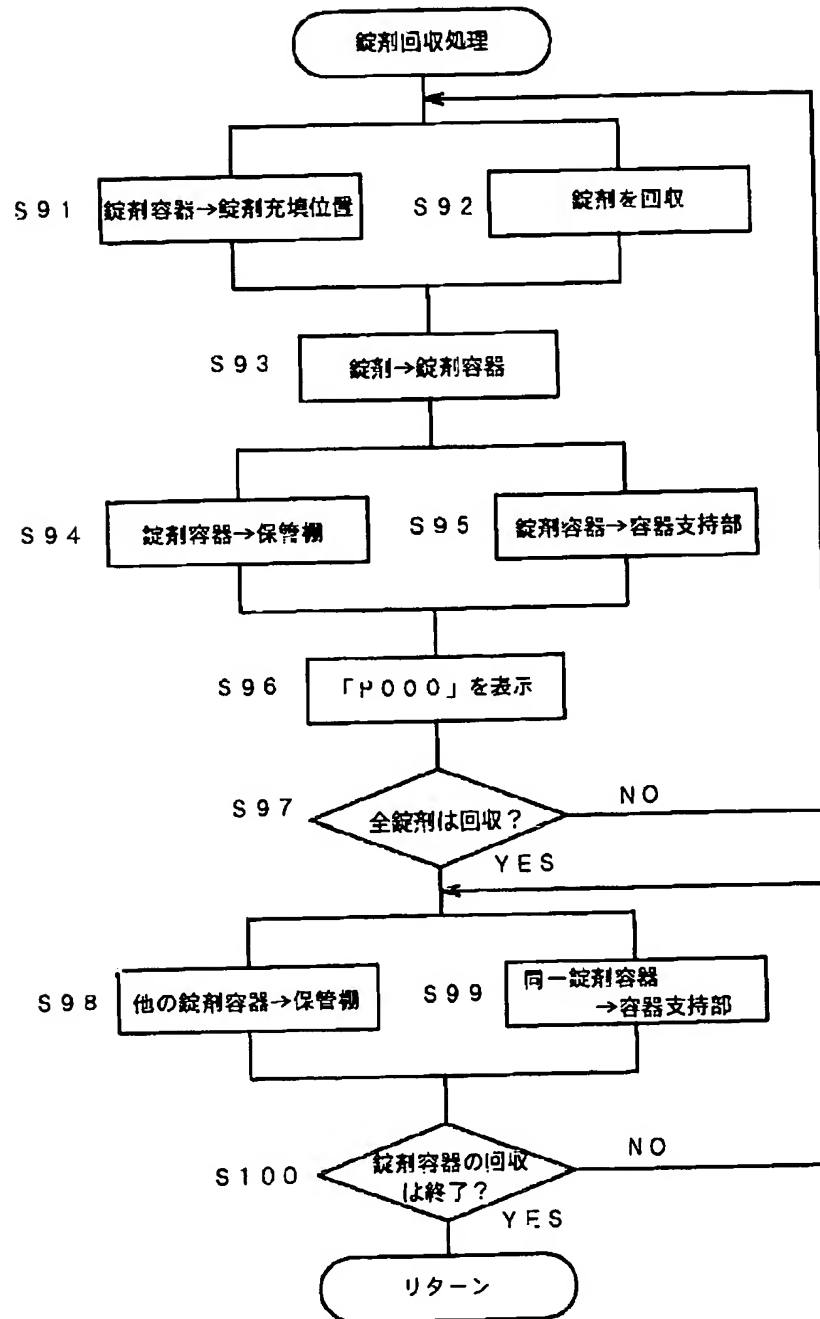 錠剤回収処理
S91
錠剤容器→錠剤充填位置
S92
錠剤を回収
S93
錠剤→錠剤容器
S94
錠剤容器→保管棚
S95
錠剤容器→容器支持部
S96
「P000」を表示
S97
全錠剤は回収?
NO
YES
S98
他の錠剤容器→保管棚
S99
同一錠剤容器
→容器支持部
S100
錠剤容器の回収
は終了?
NO
YES
リターン